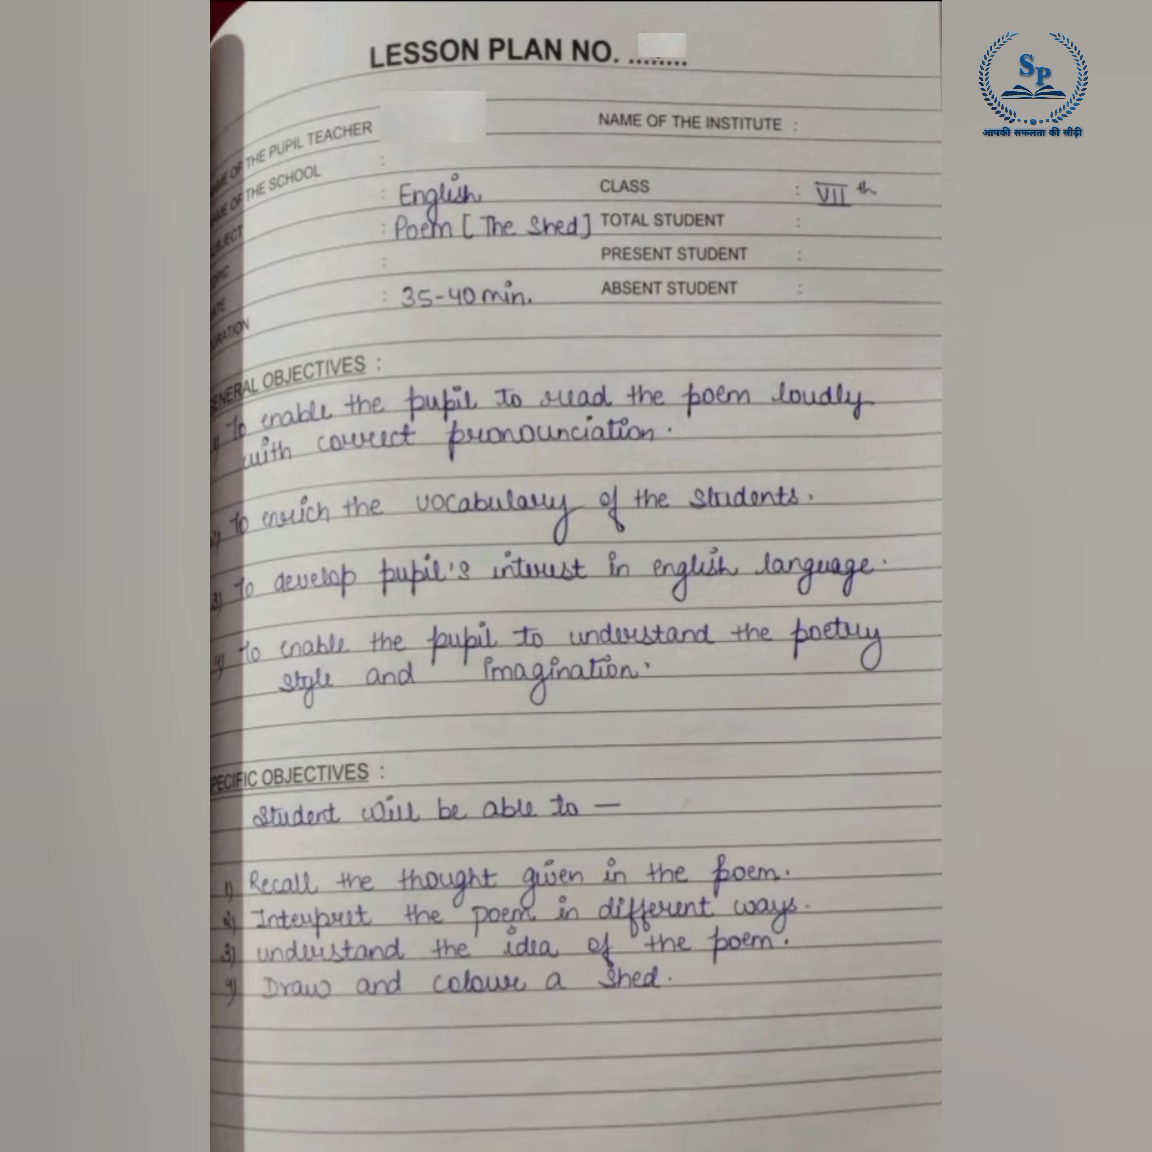 LESSON PLAN NO. ........
OF THE PUPIL TEACHER
NAME OF THE INSTITUTE :
OF THE SCHOOL :
: English
CLASS : VII th
: Poem [ The Shed ]
TOTAL STUDENT :
:
PRESENT STUDENT :
: 35-40 min.
ABSENT STUDENT :
GENERAL OBJECTIVES :
1) To enable the pupil to read the poem loudly
with correct pronounciation.
2) To enrich the vocabulary of the students.
3) To develop pupil's interest in english language.
4) To enable the pupil to understand the poetry
style and imagination.
PECIFIC OBJECTIVES :
Student will be able to —
1) Recall the thought given in the poem.
2) Interpret the poem in different ways.
3) understand the idea of the poem.
4) Draw and colour a shed.
SP
आपकी सफलता की सीढ़ी